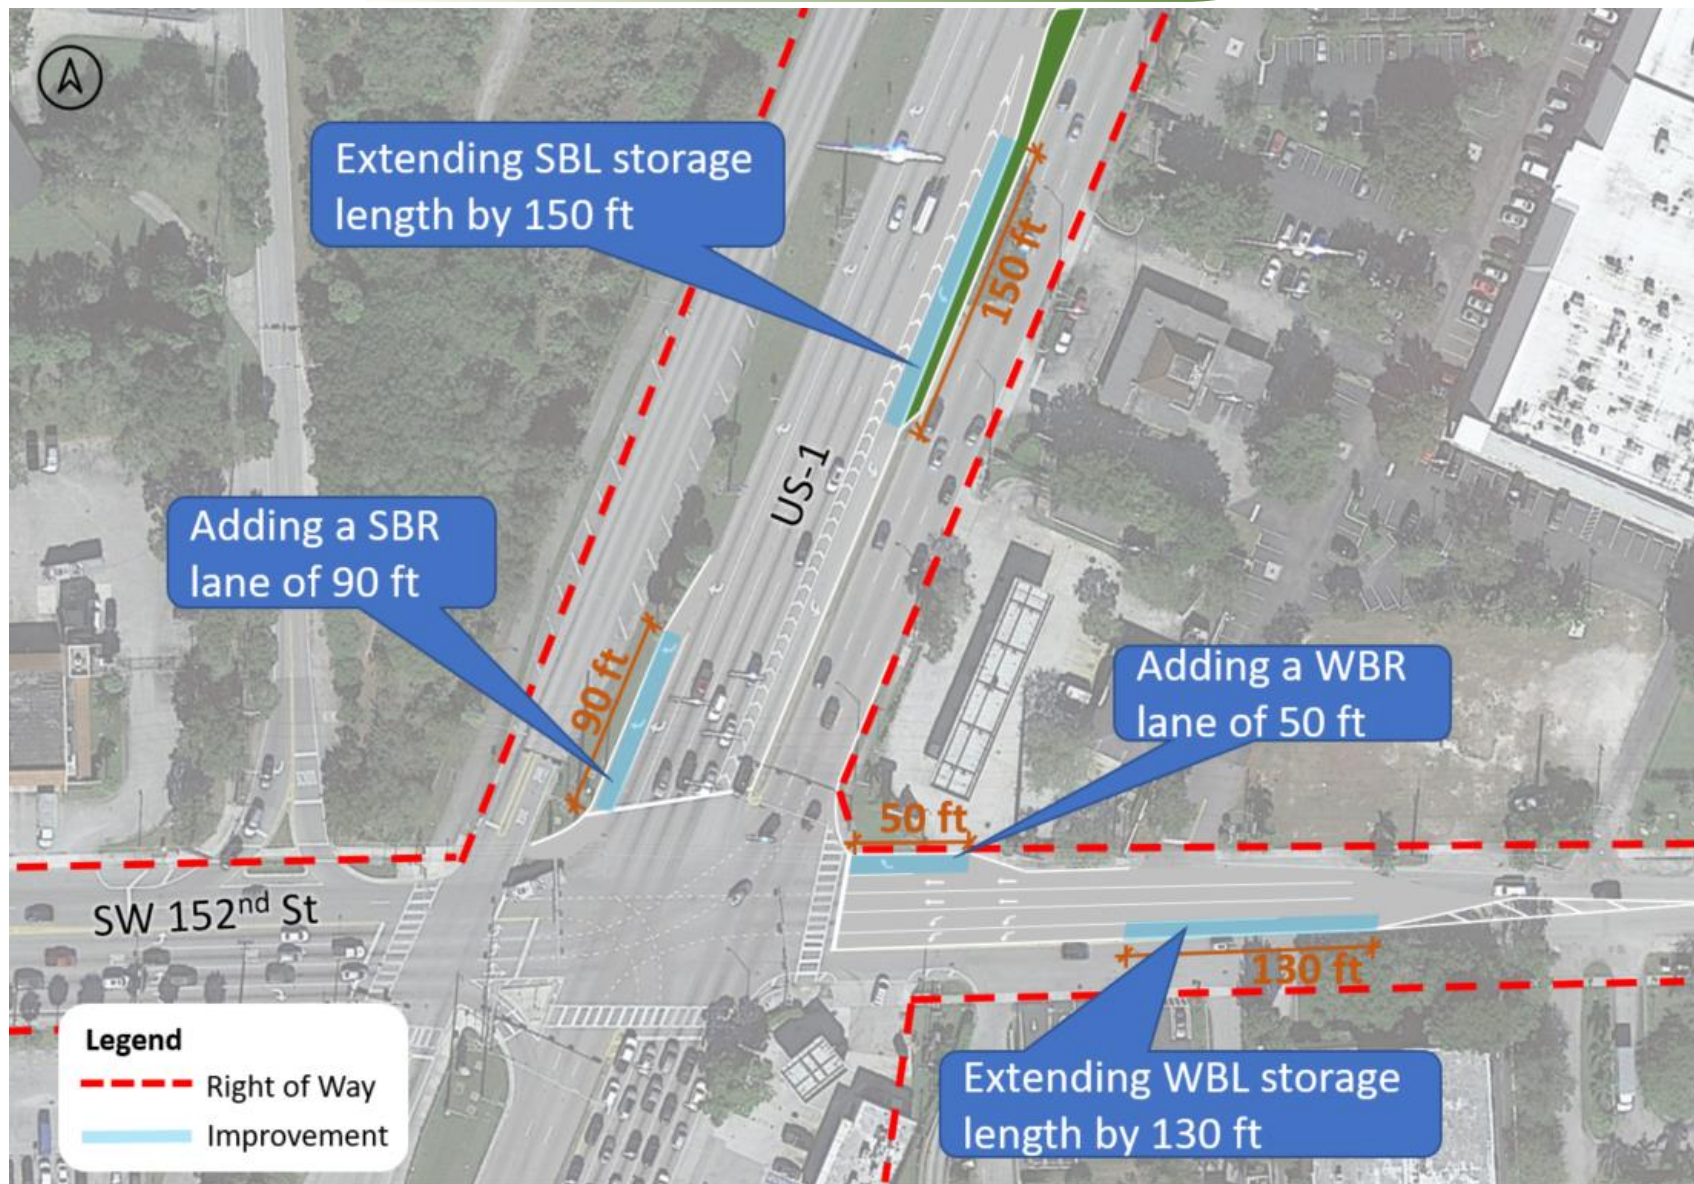 Extending SBL storage
length by 150 ft
150 ft
US-1
Adding a SBR
lane of 90 ft
90 ft
Adding a WBR
lane of 50 ft
50 ft
SW 152nd St
130 ft
Extending WBL storage
length by 130 ft
Legend
Right of Way
Improvement